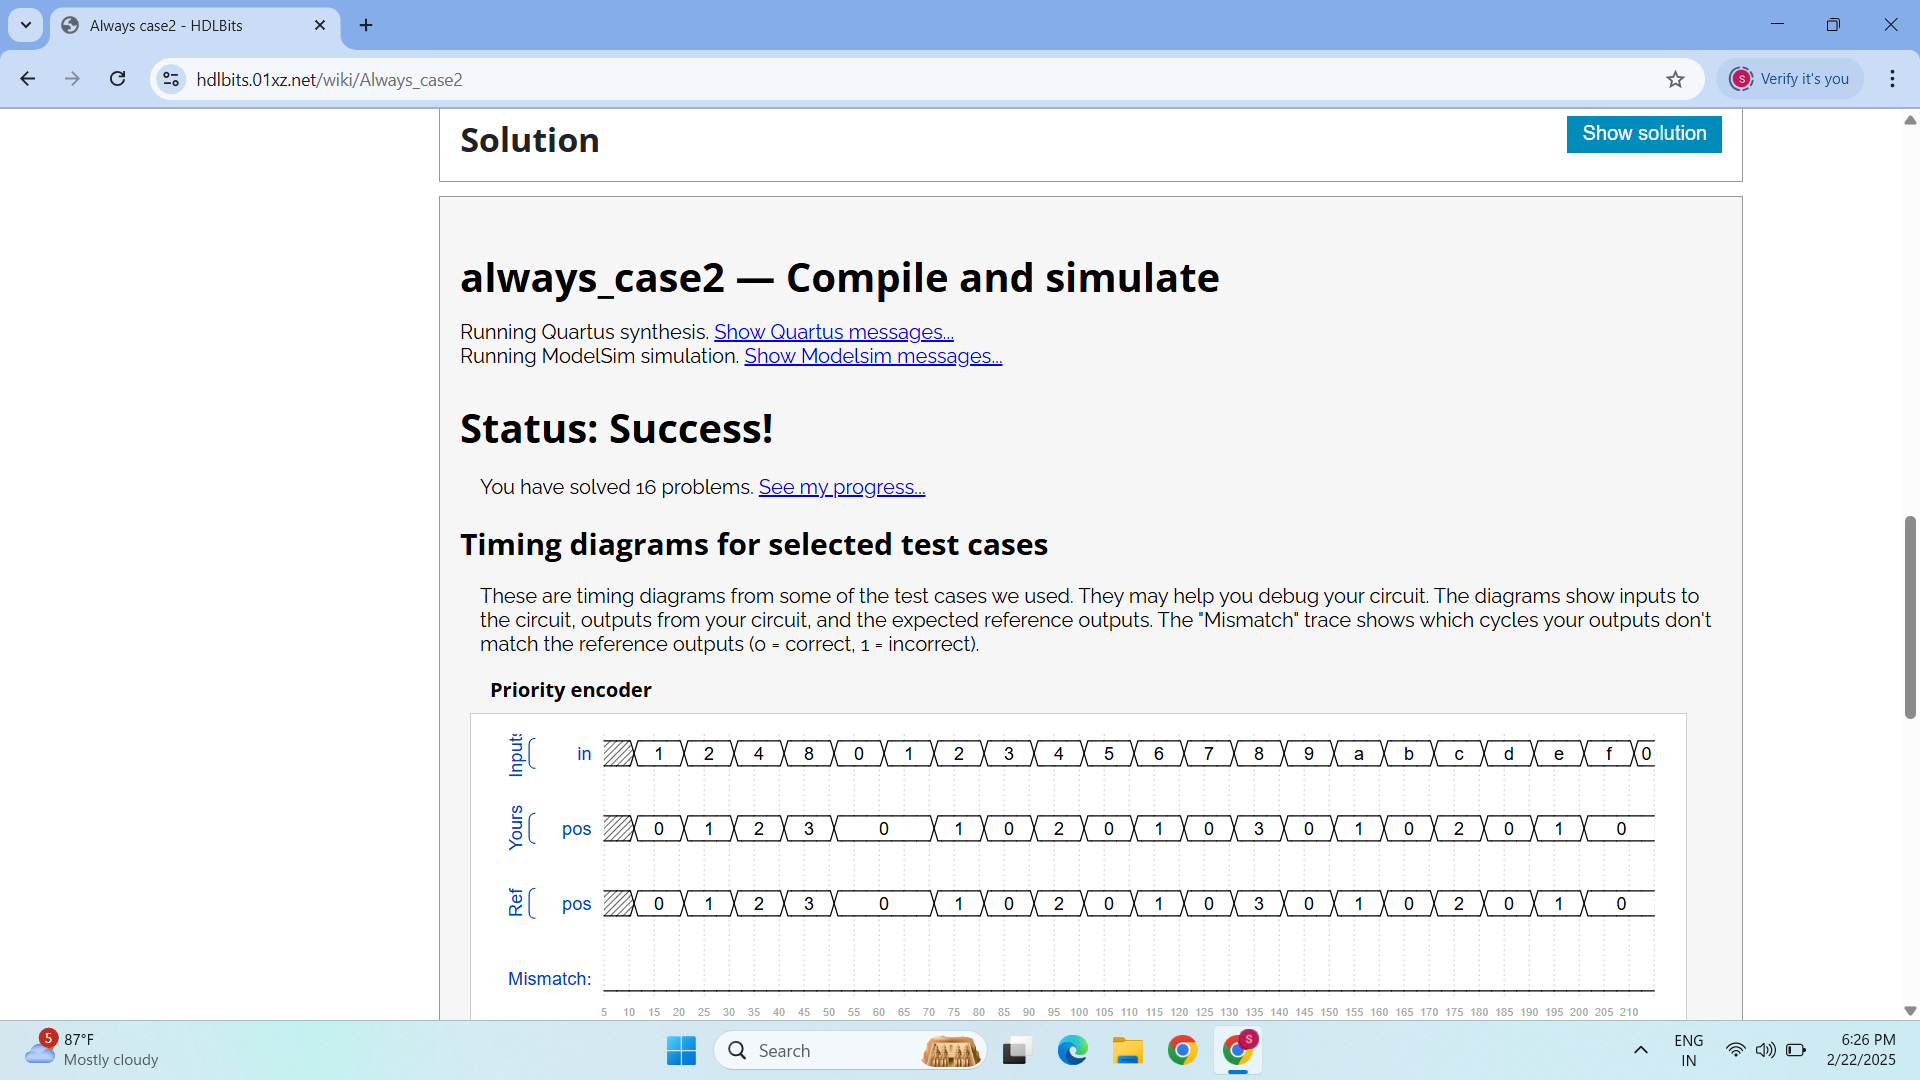 Always case2 - HDLBits
hdlbits.01xz.net/wiki/Always_case2
S
Verify it's you
Solution
Show solution
always_case2 — Compile and simulate
Running Quartus synthesis. Show Quartus messages...
Running ModelSim simulation. Show Modelsim messages...
Status: Success!
You have solved 16 problems. See my progress...
Timing diagrams for selected test cases
These are timing diagrams from some of the test cases we used. They may help you debug your circuit. The diagrams show inputs to
the circuit, outputs from your circuit, and the expected reference outputs. The "Mismatch" trace shows which cycles your outputs don't
match the reference outputs (0 = correct, 1 = incorrect).
Priority encoder
Inputs in 1 2 4 8 0 1 2 3 4 5 6 7 8 9 a b c d e f 0
Yours pos 0 1 2 3 0 1 0 2 0 1 0 3 0 1 0 2 0 1 0
Ref pos 0 1 2 3 0 1 0 2 0 1 0 3 0 1 0 2 0 1 0
Mismatch:
5 10 15 20 25 30 35 40 45 50 55 60 65 70 75 80 85 90 95 100 105 110 115 120 125 130 135 140 145 150 155 160 165 170 175 180 185 190 195 200 205 210
5
87°F
Mostly cloudy
Search
S
ENG
IN
6:26 PM
2/22/2025